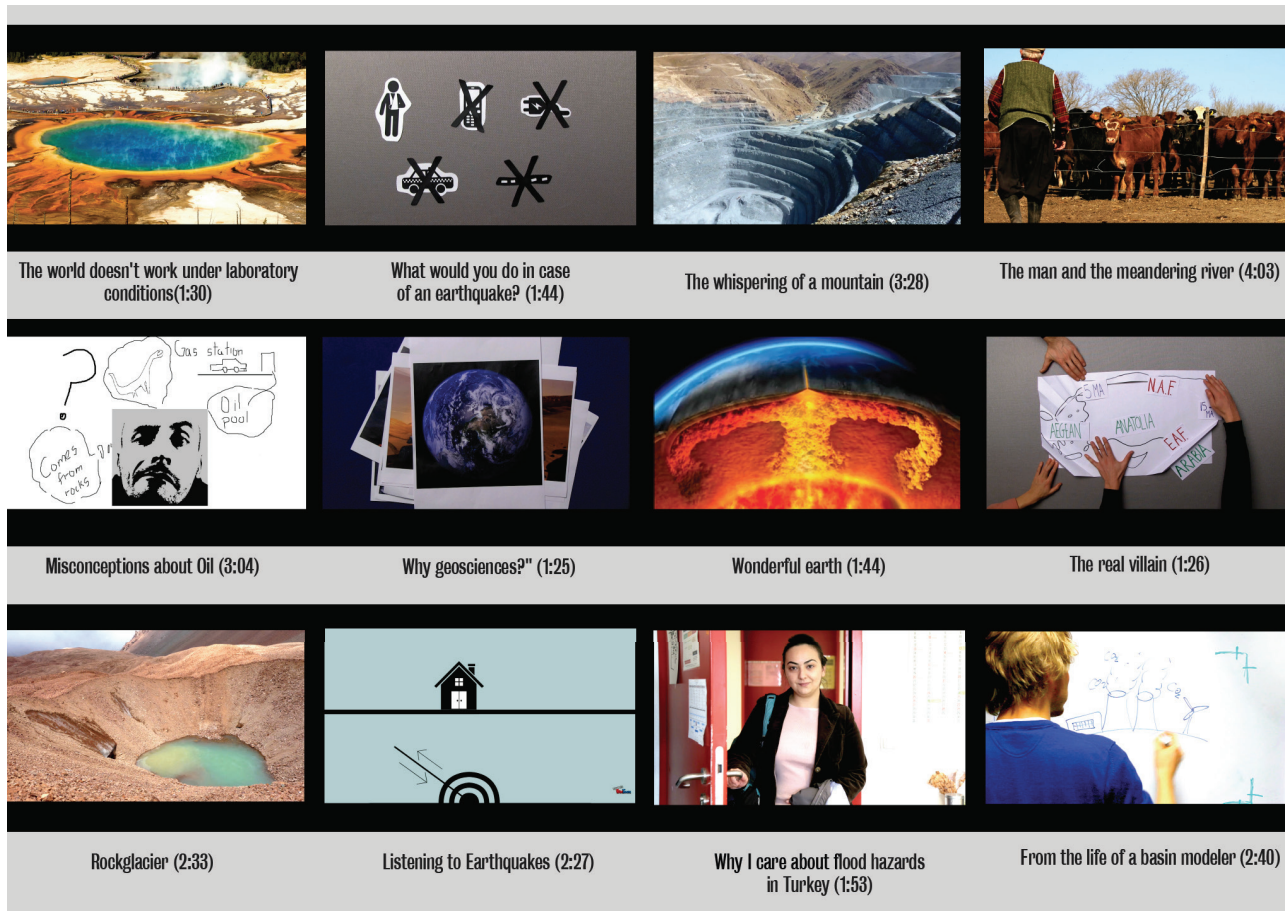 The world doesn't work under laboratory
conditions(1:30)
What would you do in case
of an earthquake? (1:44)
The whispering of a mountain (3:28)
The man and the meandering river (4:03)
Gas station
Oil
pool
Comes
from
rocks
5 MA
N.A.F.
15
AEGEAN
ANATOLIA
E.A.F.
ARABIA
Misconceptions about Oil (3:04)
Why geosciences?" (1:25)
Wonderful earth (1:44)
The real villain (1:26)
CO2
Rockglacier (2:33)
Listening to Earthquakes (2:27)
Why I care about flood hazards
in Turkey (1:53)
From the life of a basin modeler (2:40)